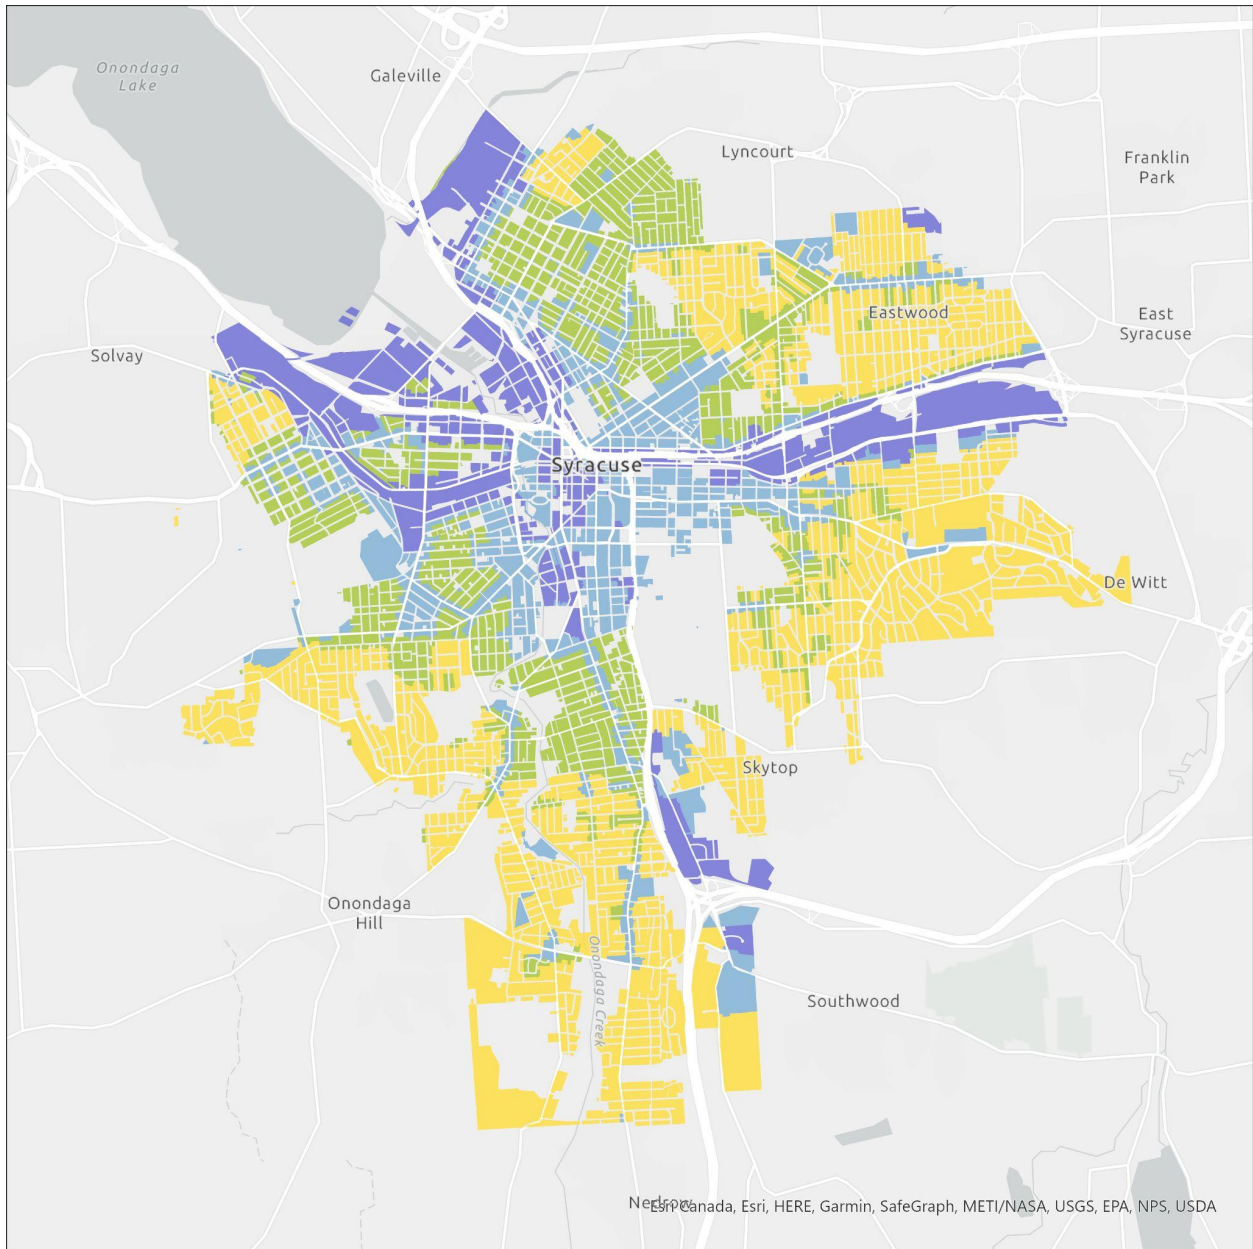 Onondaga
Lake
Galeville
Lyncourt
Franklin
Park
Eastwood
East
Syracuse
Solvay
Syracuse
De Witt
Skytop
Onondaga
Hill
Onondaga Creek
Southwood
Nedrow
Esri Canada, Esri, HERE, Garmin, SafeGraph, METI/NASA, USGS, EPA, NPS, USDA